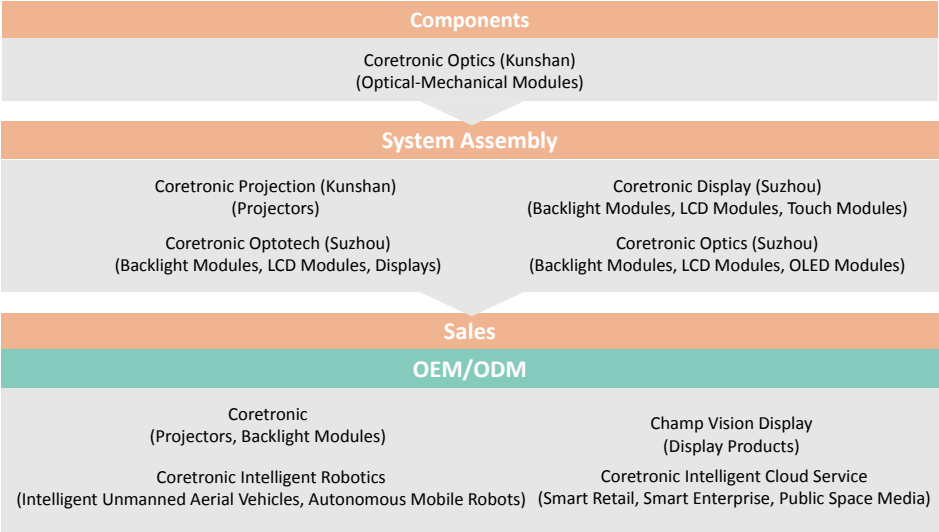 Components
Coretronic Optics (Kunshan)
(Optical-Mechanical Modules)
System Assembly
Coretronic Projection (Kunshan)
(Projectors)
Coretronic Display (Suzhou)
(Backlight Modules, LCD Modules, Touch Modules)
Coretronic Optotech (Suzhou)
(Backlight Modules, LCD Modules, Displays)
Coretronic Optics (Suzhou)
(Backlight Modules, LCD Modules, OLED Modules)
Sales
OEM/ODM
Coretronic
(Projectors, Backlight Modules)
Champ Vision Display
(Display Products)
Coretronic Intelligent Robotics
(Intelligent Unmanned Aerial Vehicles, Autonomous Mobile Robots)
Coretronic Intelligent Cloud Service
(Smart Retail, Smart Enterprise, Public Space Media)